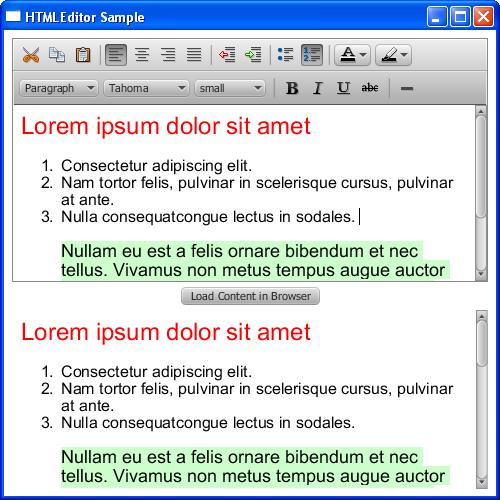 HTMLEditor Sample
A
Paragraph Tahoma small B I U abc
Lorem ipsum dolor sit amet
1. Consectetur adipiscing elit.
2. Nam tortor felis, pulvinar in scelerisque cursus, pulvinar
at ante.
3. Nulla consequatcongue lectus in sodales.
Nullam eu est a felis ornare bibendum et nec
tellus. Vivamus non metus tempus augue auctor
Load Content in Browser
Lorem ipsum dolor sit amet
1. Consectetur adipiscing elit.
2. Nam tortor felis, pulvinar in scelerisque cursus, pulvinar
at ante.
3. Nulla consequatcongue lectus in sodales.
Nullam eu est a felis ornare bibendum et nec
tellus. Vivamus non metus tempus augue auctor